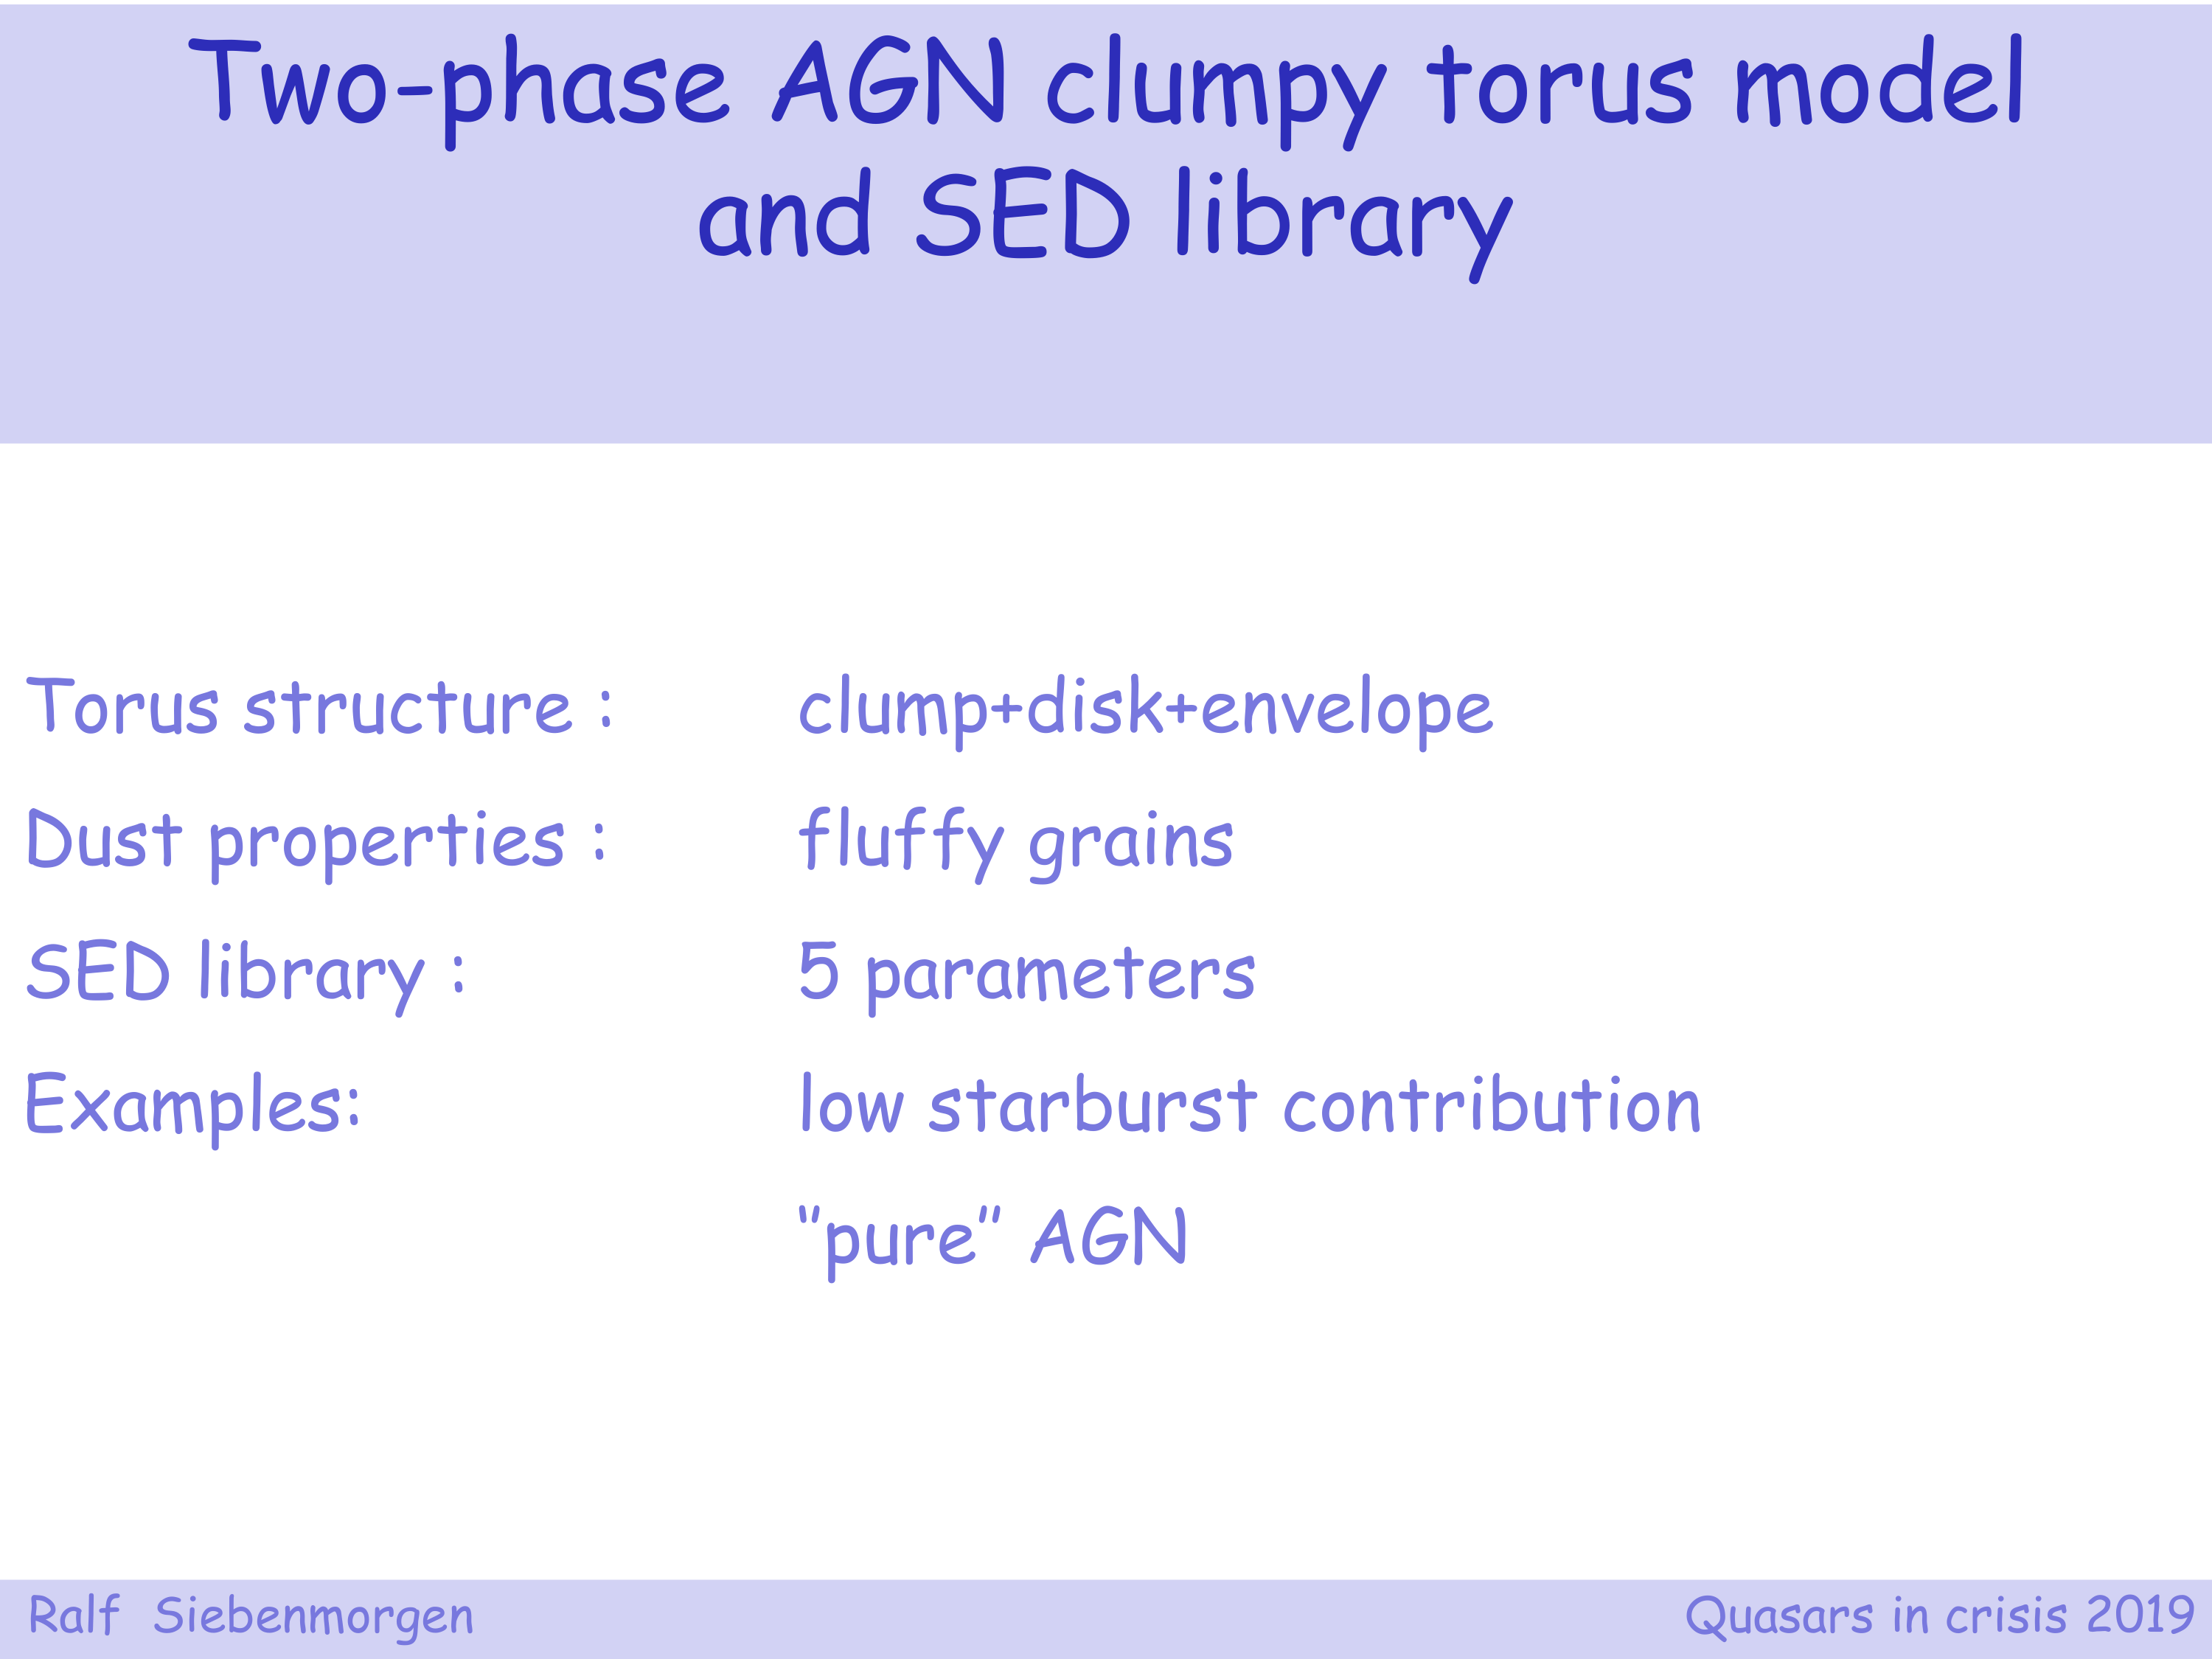 Two-phase AGN clumpy torus model
and SED library
Torus structure : clump+disk+envelope
Dust properties : fluffy grains
SED library : 5 parameters
Examples: low starburst contribution
"pure" AGN
Ralf Siebenmorgen Quasars in crisis 2019